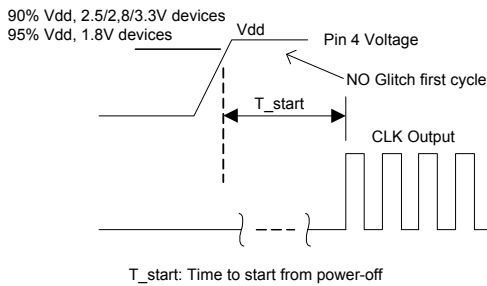 90% Vdd, 2.5/2,8/3.3V devices
95% Vdd, 1.8V devices
Vdd
Pin 4 Voltage
NO Glitch first cycle
T_start
CLK Output
T_start: Time to start from power-off